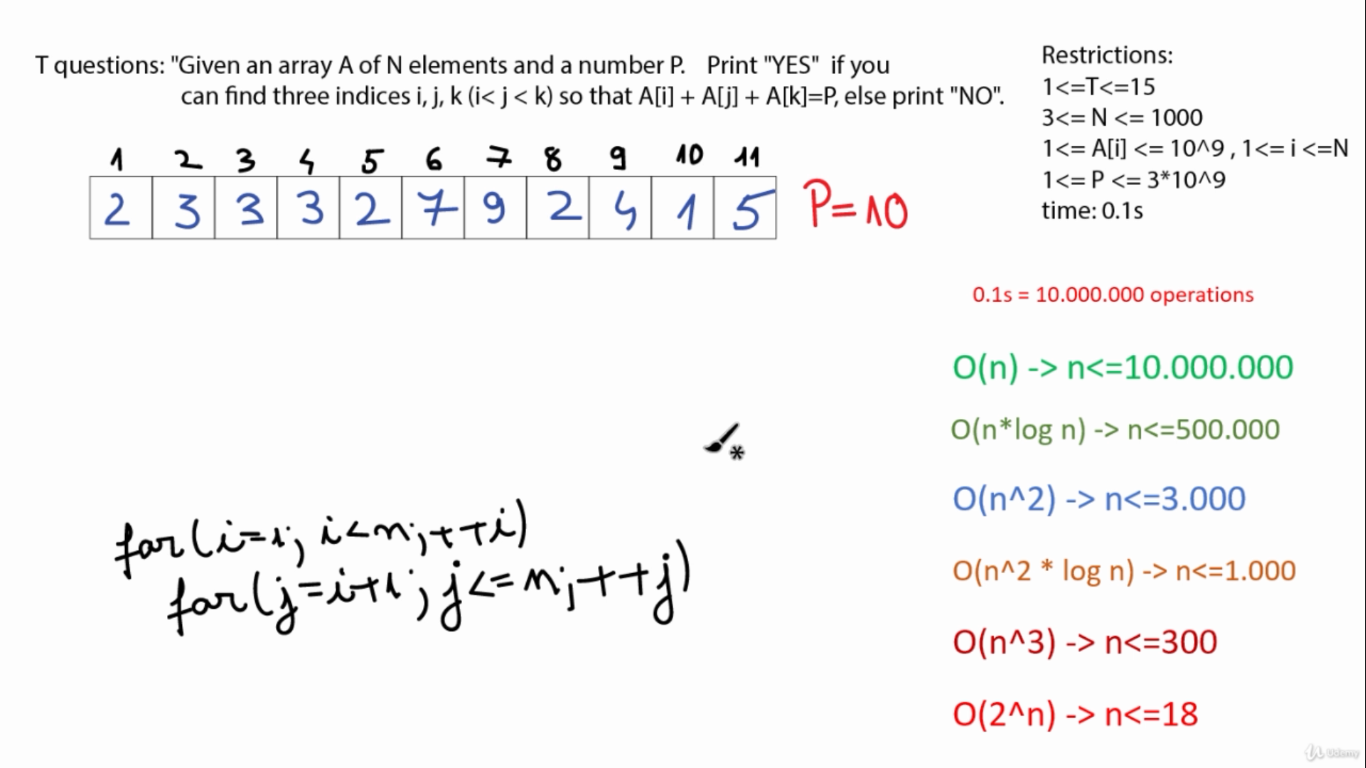 T questions: "Given an array A of N elements and a number P. Print "YES" if you
can find three indices i, j, k (i< j < k) so that A[i] + A[j] + A[k]=P, else print "NO".
Restrictions:
1<=T<=15
3<= N <= 1000
1<= A[i] <= 10^9 , 1<= i <=N
1<= P <= 3*10^9
time: 0.1s
1 2 3 4 5 6 7 8 9 10 11
2 3 3 3 2 7 9 2 4 1 5
P=10
0.1s = 10.000.000 operations
O(n) -> n<=10.000.000
O(n*log n) -> n<=500.000
O(n^2) -> n<=3.000
O(n^2 * log n) -> n<=1.000
O(n^3) -> n<=300
O(2^n) -> n<=18
for(i=1; i<n; ++i)
for(j=i+1; j<=n; ++j)
Udemy